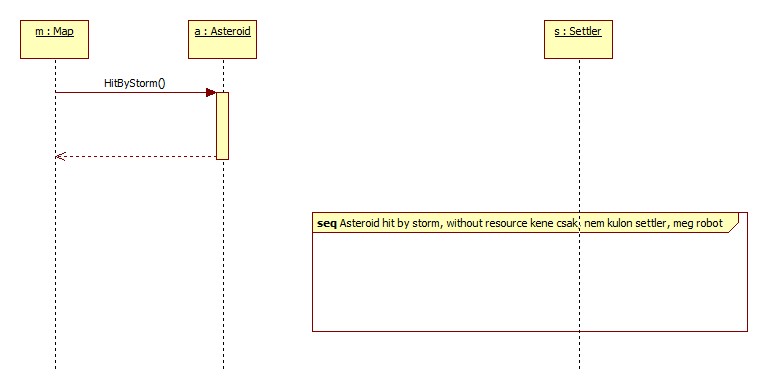 m : Map
a : Asteroid
s : Settler
HitByStorm()
seq Asteroid hit by storm, without resource kene csak, nem kulon settler, meg robot